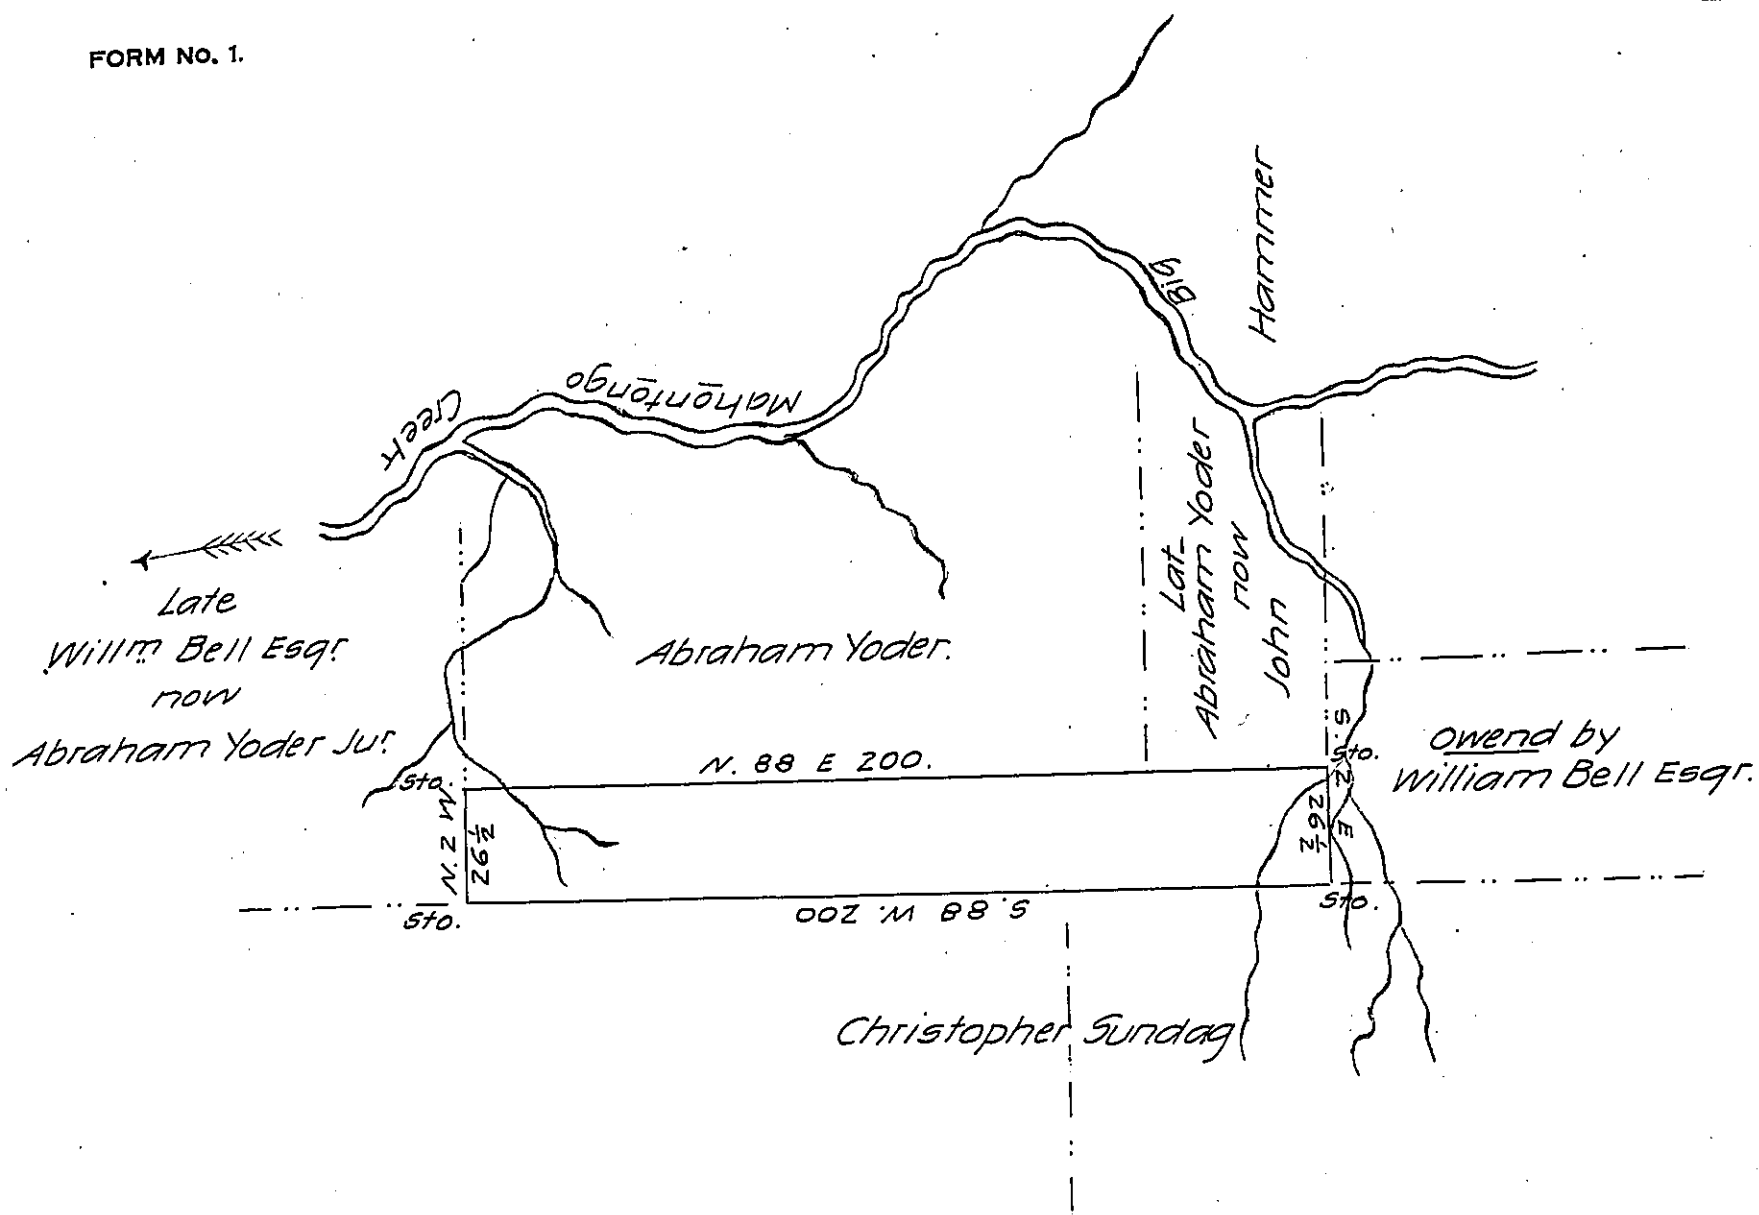 FORM No. 1.
Hammer
Big
Mahontongo
Creek
Late
Willm Bell Esqr.
now
Abraham Yoder Jur.
Abraham Yoder.
Lat
Abraham Yoder
now
John
owend by
William Bell Esqr.
N. 88 E 200.
Sto.
Sto.
S. 2 E
26½
N. 2 W.
26½
S. 88 W. 200
Sto.
Sto.
Christopher Sundag